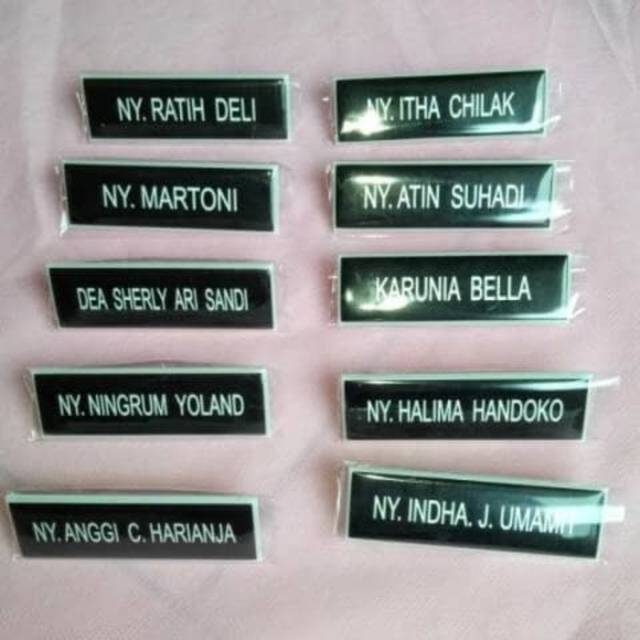 NY. RATIH DELI
NY. ITHA CHILAK
NY. MARTONI
NY. ATIN SUHADI
DEA SHERLY ARI SANDI
KARUNIA BELLA
NY. NINGRUM YOLAND
NY. HALIMA HANDOKO
NY. ANGGI C. HARIANJA
NY. INDHA. J.